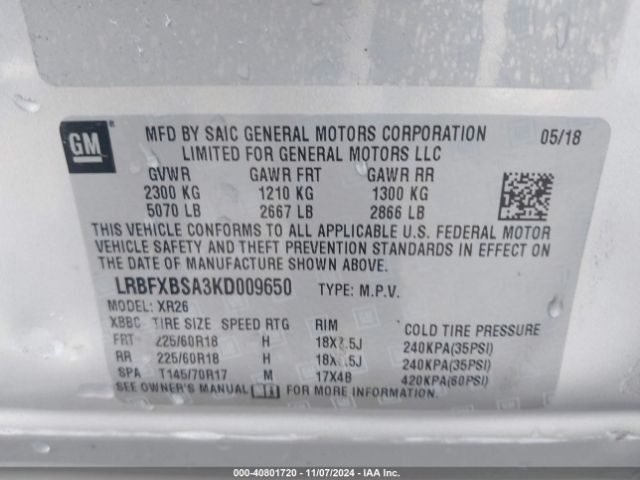 GM
MFD BY SAIC GENERAL MOTORS CORPORATION 05/18
LIMITED FOR GENERAL MOTORS LLC
GVWR GAWR FRT GAWR RR
2300 KG 1210 KG 1300 KG
5070 LB 2667 LB 2866 LB
THIS VEHICLE CONFORMS TO ALL APPLICABLE U.S. FEDERAL MOTOR
VEHICLE SAFETY AND THEFT PREVENTION STANDARDS IN EFFECT ON
THE DATE OF MANUFACTURE SHOWN ABOVE.
LRBFXBSA3KD009650 TYPE: M.P.V.
MODEL: XR26
XBBC TIRE SIZE SPEED RTG RIM COLD TIRE PRESSURE
FRT 225/60R18 H 240KPA(35PSI)
RR 225/60R18 H 240KPA(35PSI)
SPA T145/70R17 M 17X4B 420KPA(60PSI)
SEE OWNER'S MANUAL FOR MORE INFORMATION.
000-40801720 - 11/07/2024 - IAA Inc.